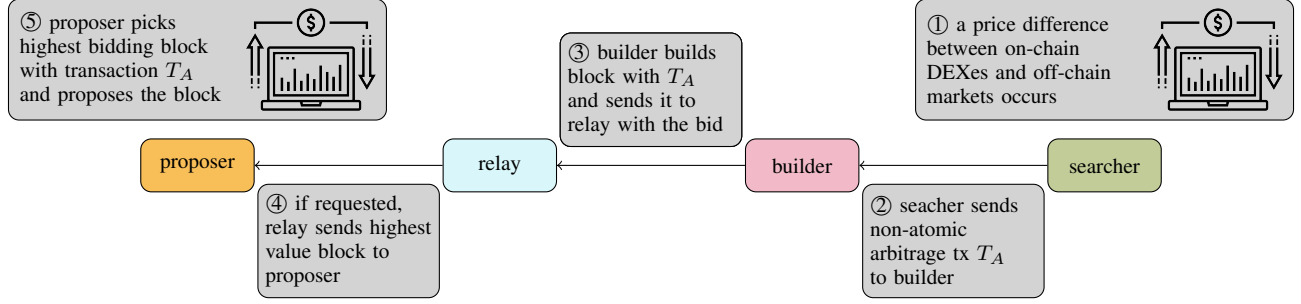 ⑤ proposer picks
highest bidding block
with transaction T_A
and proposes the block
$
① a price difference
between on-chain
DEXes and off-chain
markets occurs
$
③ builder builds
block with T_A
and sends it to
relay with the bid
proposer
relay
builder
searcher
④ if requested,
relay sends highest
value block to
proposer
② seacher sends
non-atomic
arbitrage tx T_A
to builder